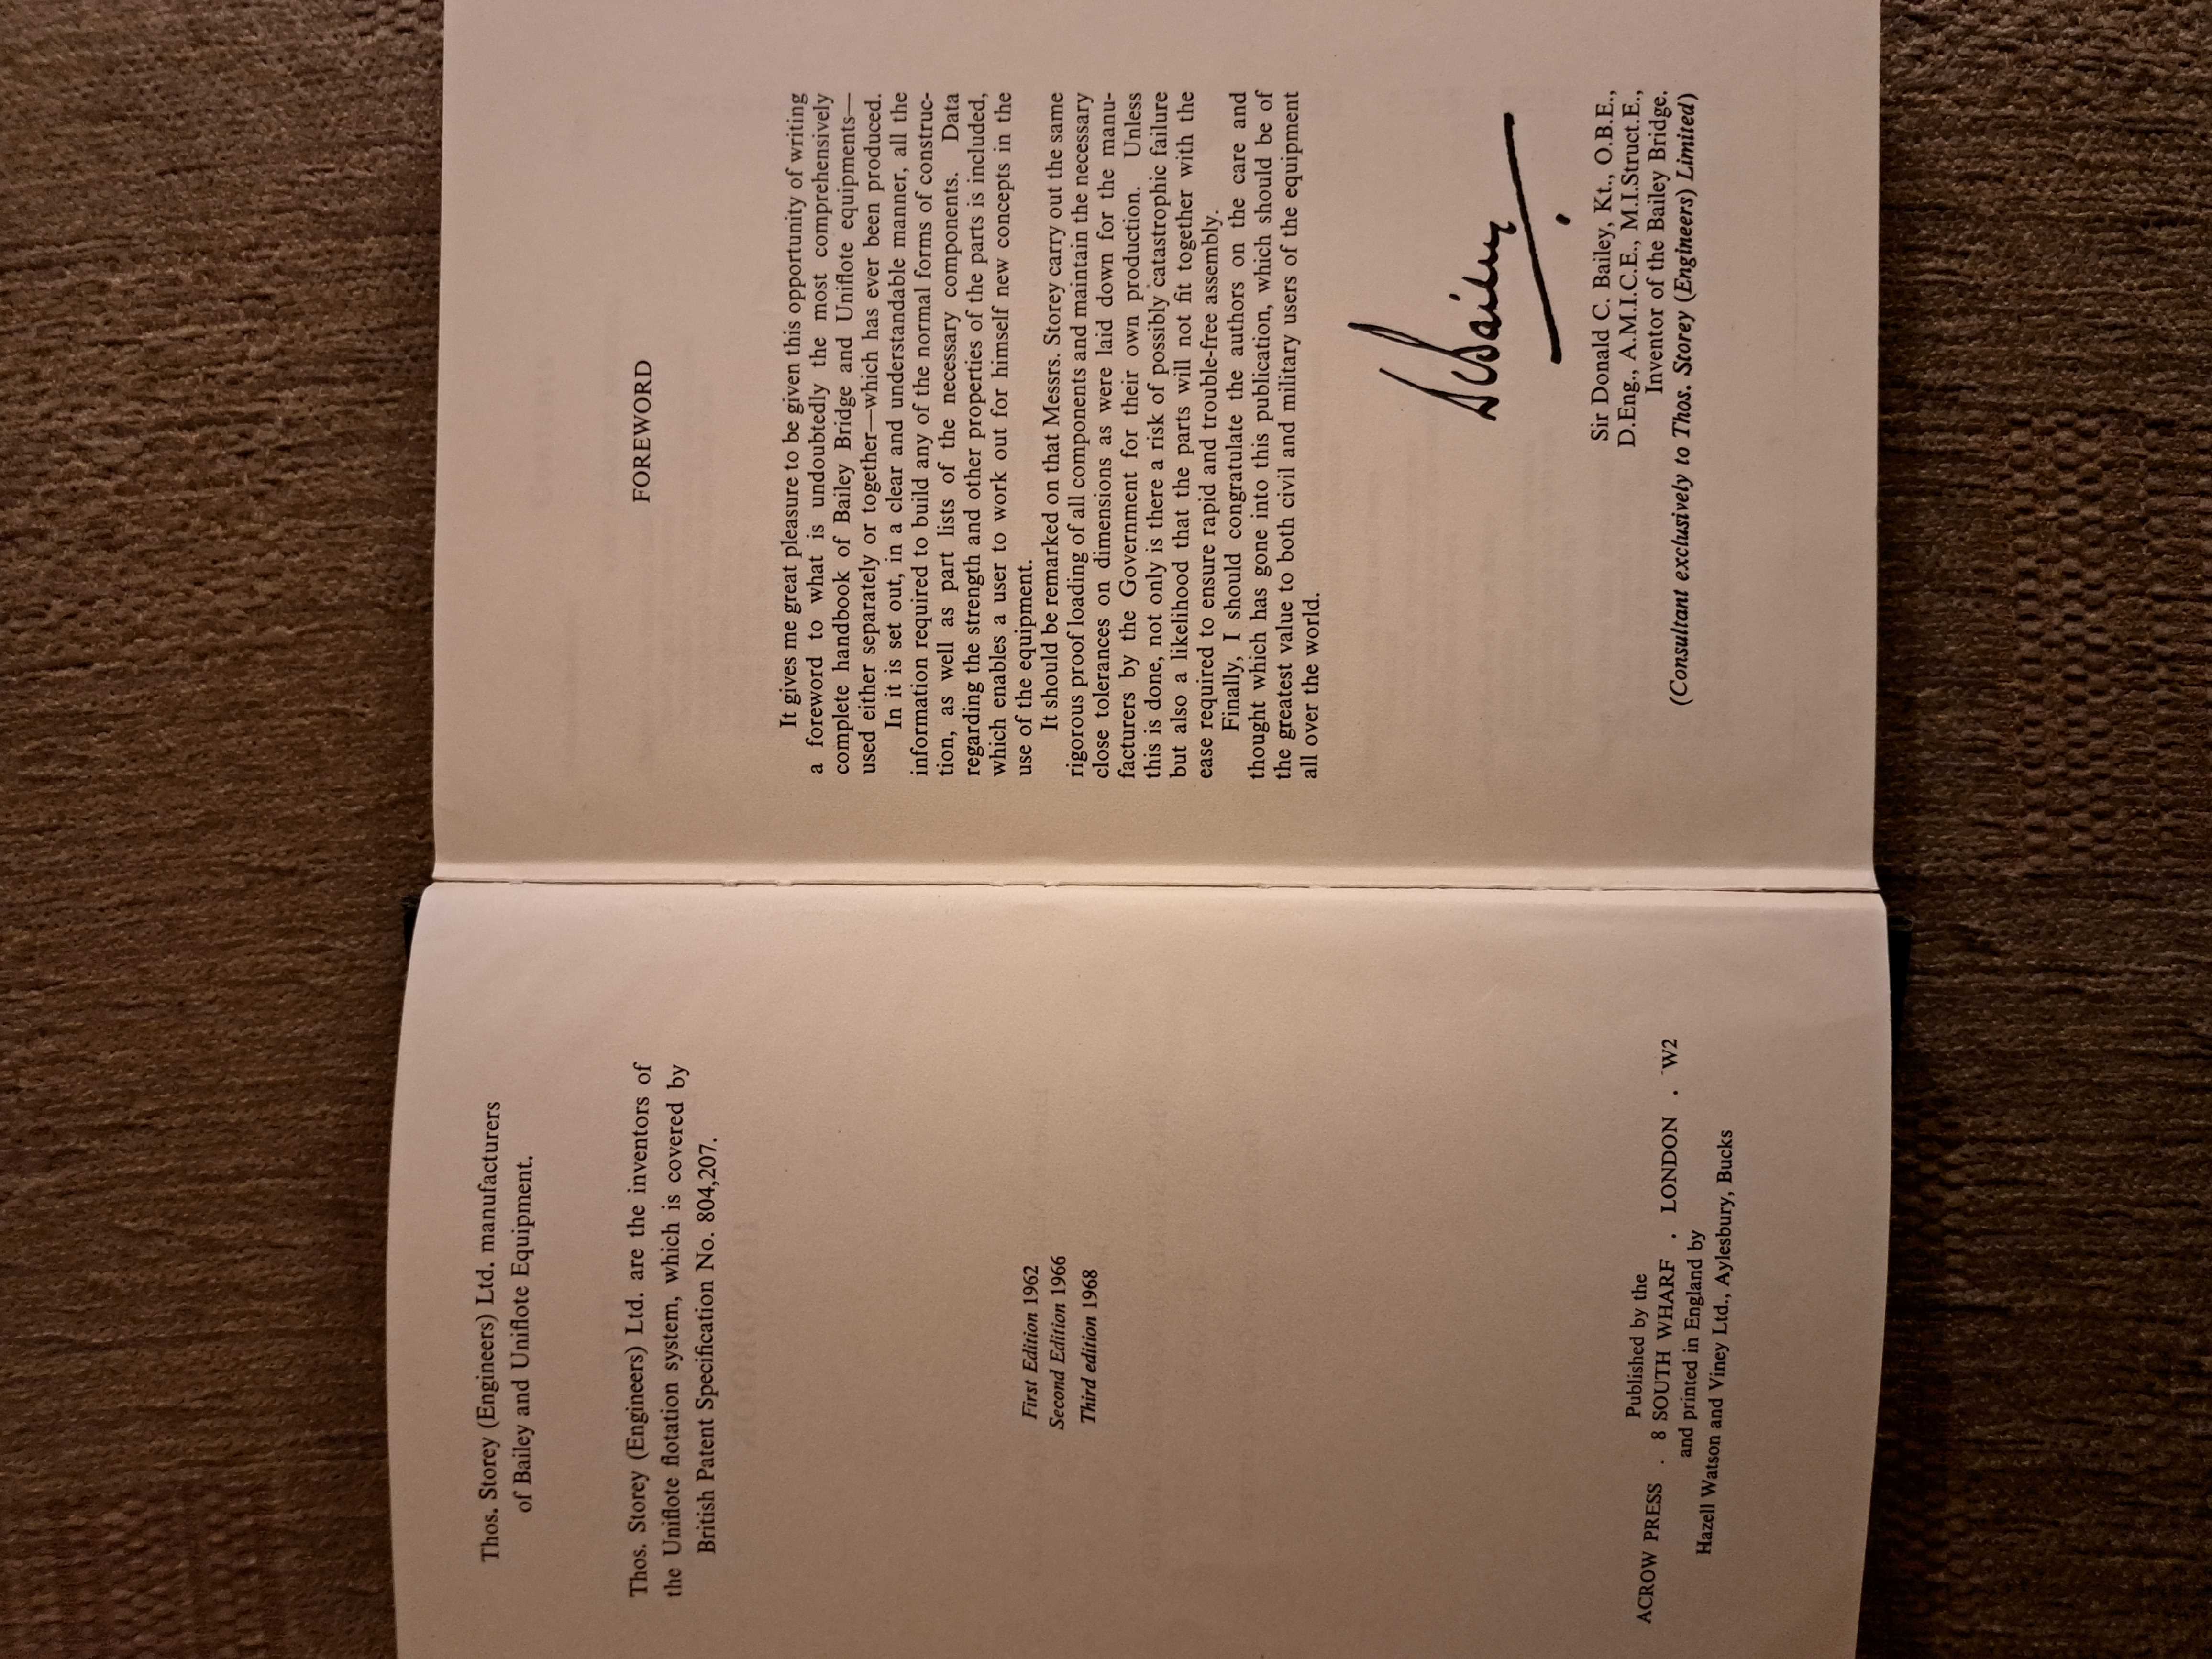 Thos. Storey (Engineers) Ltd. manufacturers
of Bailey and Uniflote Equipment.
Thos. Storey (Engineers) Ltd. are the inventors of
the Uniflote flotation system, which is covered by
British Patent Specification No. 804,207.
First Edition 1962
Second Edition 1966
Third edition 1968
Published by the
ACROW PRESS . 8 SOUTH WHARF . LONDON . W2
and printed in England by
Hazell Watson and Viney Ltd., Aylesbury, Bucks
FOREWORD
It gives me great pleasure to be given this opportunity of writing
a foreword to what is undoubtedly the most comprehensively
complete handbook of Bailey Bridge and Uniflote equipments—
used either separately or together—which has ever been produced.
In it is set out, in a clear and understandable manner, all the
information required to build any of the normal forms of construc-
tion, as well as part lists of the necessary components. Data
regarding the strength and other properties of the parts is included,
which enables a user to work out for himself new concepts in the
use of the equipment.
It should be remarked on that Messrs. Storey carry out the same
rigorous proof loading of all components and maintain the necessary
close tolerances on dimensions as were laid down for the manu-
facturers by the Government for their own production. Unless
this is done, not only is there a risk of possibly catastrophic failure
but also a likelihood that the parts will not fit together with the
ease required to ensure rapid and trouble-free assembly.
Finally, I should congratulate the authors on the care and
thought which has gone into this publication, which should be of
the greatest value to both civil and military users of the equipment
all over the world.
DCBailey
Sir Donald C. Bailey, Kt., O.B.E.,
D.Eng., A.M.I.C.E., M.I.Struct.E.,
Inventor of the Bailey Bridge.
(Consultant exclusively to Thos. Storey (Engineers) Limited)